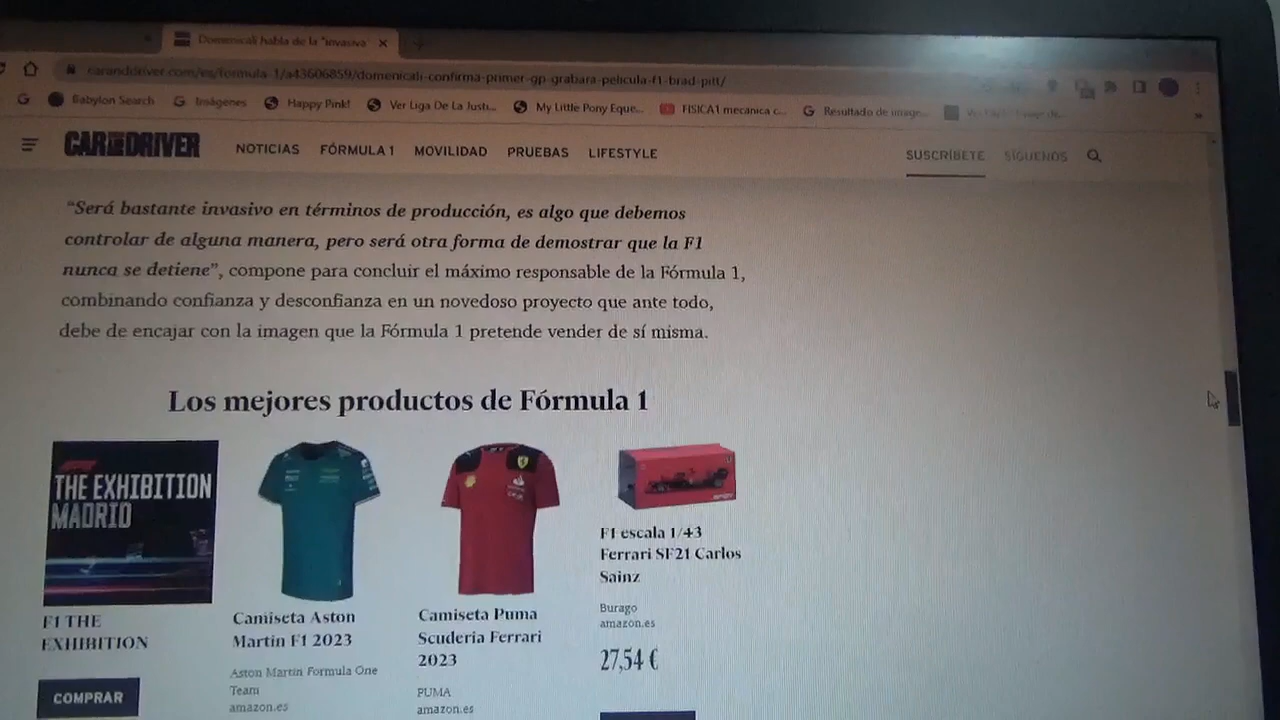 Domenicali habla de la "invasiva
caranddriver.com/es/formula-1/a43606859/domenicali-confirma-primer-gp-grabara-pelicula-f1-brad-pitt/
Babylon Search
Imágenes
Happy Pink!
Ver Liga De La Justi...
My Little Pony Eque...
FISICA1 mecanica c...
Resultado de image...
CAR AND DRIVER
NOTICIAS
FÓRMULA 1
MOVILIDAD
PRUEBAS
LIFESTYLE
SUSCRÍBETE
SÍGUENOS
“Será bastante invasivo en términos de producción, es algo que debemos
controlar de alguna manera, pero será otra forma de demostrar que la F1
nunca se detiene”, compone para concluir el máximo responsable de la Fórmula 1,
combinando confianza y desconfianza en un novedoso proyecto que ante todo,
debe de encajar con la imagen que la Fórmula 1 pretende vender de sí misma.
Los mejores productos de Fórmula 1
THE EXHIBITION
MADRID
F1 THE
EXHIBITION
COMPRAR
Camiseta Aston
Martin F1 2023
Aston Martin Formula One
Team
amazon.es
Camiseta Puma
Scuderia Ferrari
2023
PUMA
amazon.es
F1 escala 1/43
Ferrari SF21 Carlos
Sainz
Burago
amazon.es
27,54 €